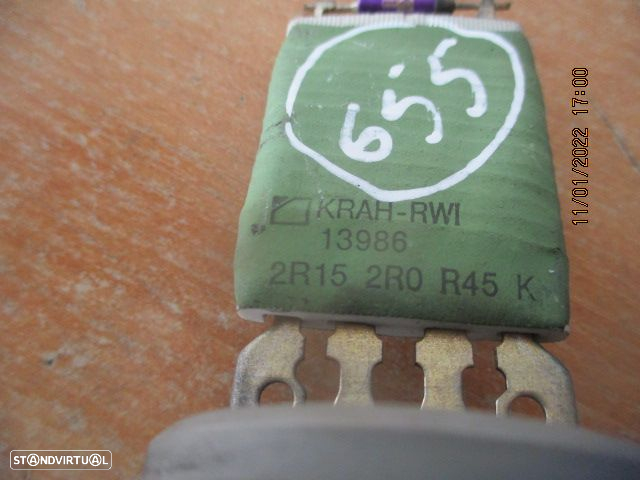 655
KRAH-RWI
13986
2R15 2R0 R45 K
11/01/2022 17:00
STANDVIRTUAL